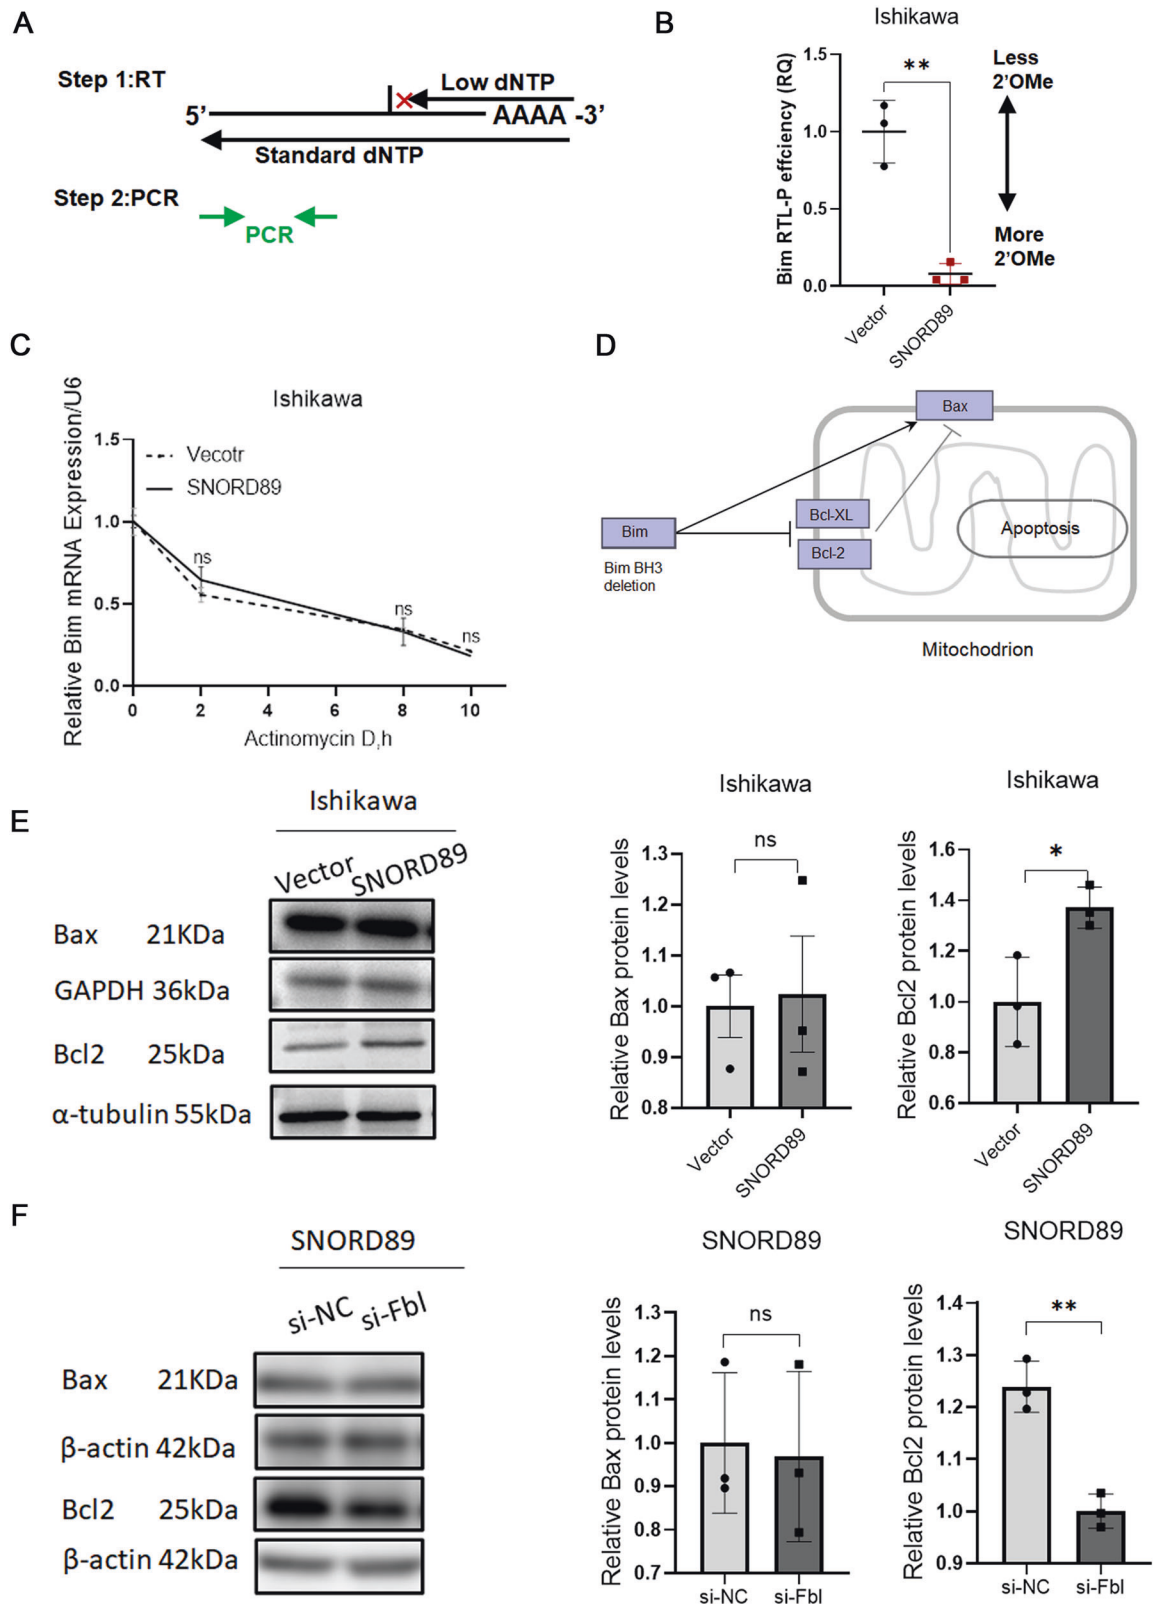 A
Step 1:RT
Low dNTP
5' AAAA -3'
Standard dNTP
Step 2:PCR
PCR
B
Ishikawa
Bim RTL-P effciency (RQ)
1.5
1.0
0.5
0.0
**
Vector
SNORD89
Less
2'OMe
More
2'OMe
C
Ishikawa
Relative Bim mRNA Expression/U6
1.5
1.0
0.5
0.0
Vecotr
SNORD89
ns
ns
ns
0 2 4 6 8 10
Actinomycin D,h
D
Bax
Bim
Bim BH3
deletion
Bcl-XL
Bcl-2
Apoptosis
Mitochodrion
E
Ishikawa
Vector SNORD89
Bax 21KDa
GAPDH 36kDa
Bcl2 25kDa
α-tubulin 55kDa
Ishikawa
Relative Bax protein levels
1.3
1.2
1.1
1.0
0.9
0.8
ns
Vector
SNORD89
Ishikawa
Relative Bcl2 protein levels
1.6
1.4
1.2
1.0
0.8
0.6
*
Vector
SNORD89
F
SNORD89
si-NC si-Fbl
Bax 21KDa
β-actin 42kDa
Bcl2 25kDa
β-actin 42kDa
SNORD89
Relative Bax protein levels
1.3
1.2
1.1
1.0
0.9
0.8
0.7
ns
si-NC si-Fbl
SNORD89
Relative Bcl2 protein levels
1.4
1.3
1.2
1.1
1.0
0.9
**
si-NC si-Fbl